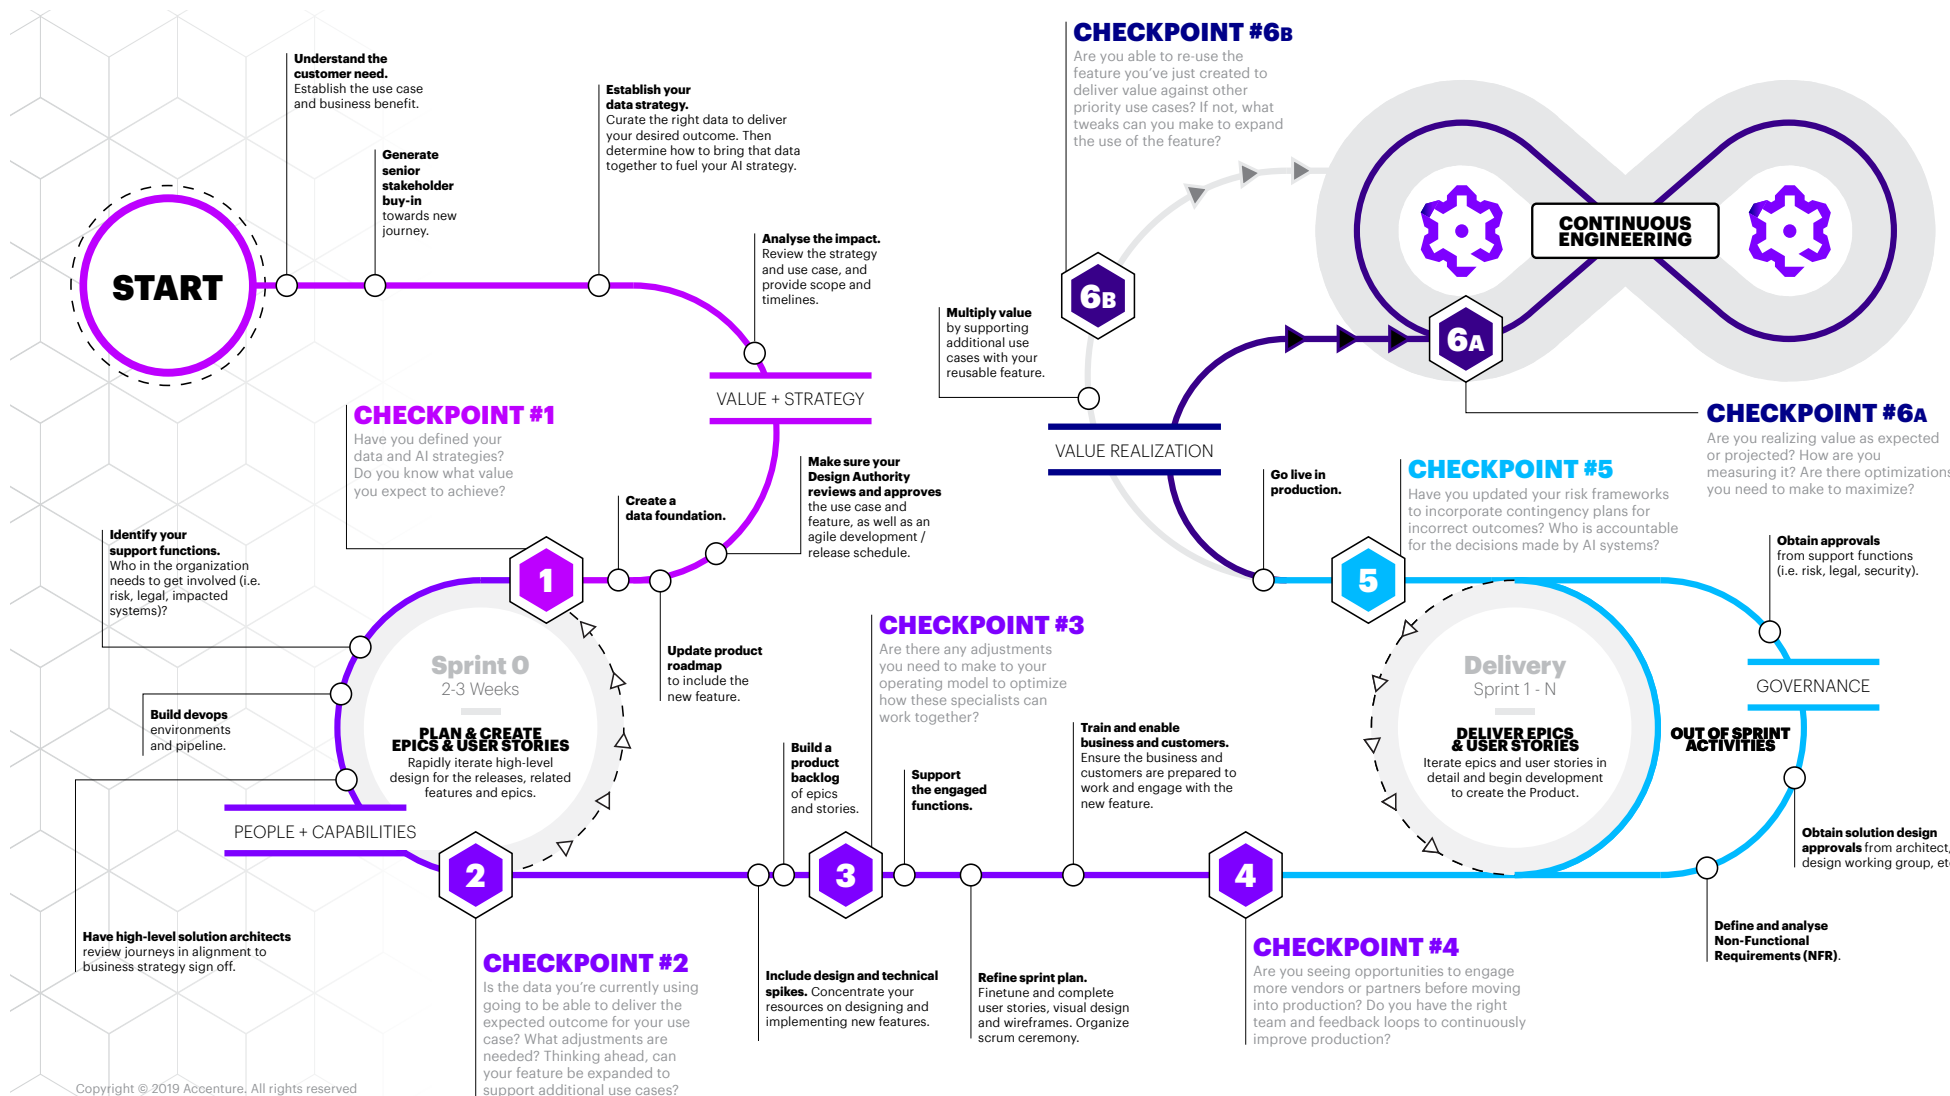 START
Understand the
customer need.
Establish the use case
and business benefit.
Generate
senior
stakeholder
buy-in
towards new
journey.
Establish your
data strategy.
Curate the right data to deliver
your desired outcome. Then
determine how to bring that data
together to fuel your AI strategy.
Analyse the impact.
Review the strategy
and use case, and
provide scope and
timelines.
VALUE + STRATEGY
Make sure your
Design Authority
reviews and approves
the use case and
feature, as well as an
agile development /
release schedule.
Update product
roadmap
to include the
new feature.
Create a
data foundation.
CHECKPOINT #1
Have you defined your
data and AI strategies?
Do you know what value
you expect to achieve?
1
Identify your
support functions.
Who in the organization
needs to get involved (i.e.
risk, legal, impacted
systems)?
Build devops
environments
and pipeline.
Have high-level solution architects
review journeys in alignment to
business strategy sign off.
PEOPLE + CAPABILITIES
Sprint 0
2-3 Weeks
PLAN & CREATE
EPICS & USER STORIES
Rapidly iterate high-level
design for the releases, related
features and epics.
2
CHECKPOINT #2
Is the data you’re currently using
going to be able to deliver the
expected outcome for your use
case? What adjustments are
needed? Thinking ahead, can
your feature be expanded to
support additional use cases?
Include design and technical
spikes. Concentrate your
resources on designing and
implementing new features.
Build a
product
backlog
of epics
and stories.
3
CHECKPOINT #3
Are there any adjustments
you need to make to your
operating model to optimize
how these specialists can
work together?
Support
the engaged
functions.
Refine sprint plan.
Finetune and complete
user stories, visual design
and wireframes. Organize
scrum ceremony.
Train and enable
business and customers.
Ensure the business and
customers are prepared to
work and engage with the
new feature.
4
CHECKPOINT #4
Are you seeing opportunities to engage
more vendors or partners before moving
into production? Do you have the right
team and feedback loops to continuously
improve production?
Delivery
Sprint 1 - N
DELIVER EPICS
& USER STORIES
Iterate epics and user stories in
detail and begin development
to create the Product.
OUT OF SPRINT
ACTIVITIES
Define and analyse
Non-Functional
Requirements (NFR).
Obtain solution design
approvals from architect,
design working group,
GOVERNANCE
Obtain approvals
from support functions
(i.e. risk, legal, security).
5
CHECKPOINT #5
Have you updated your risk frameworks
to incorporate contingency plans for
incorrect outcomes? Who is accountable
for the decisions made by AI systems?
Go live in
production.
VALUE REALIZATION
Multiply value
by supporting
additional use
cases with your
reusable feature.
6A
CHECKPOINT #6A
Are you realizing value as expected
or projected? How are you
measuring it? Are there optimizations
you need to make to maximize?
6B
CHECKPOINT #6B
Are you able to re-use the
feature you’ve just created to
deliver value against other
priority use cases? If not, what
tweaks can you make to expand
the use of the feature?
CONTINUOUS
ENGINEERING
Copyright © 2019 Accenture. All rights reserved